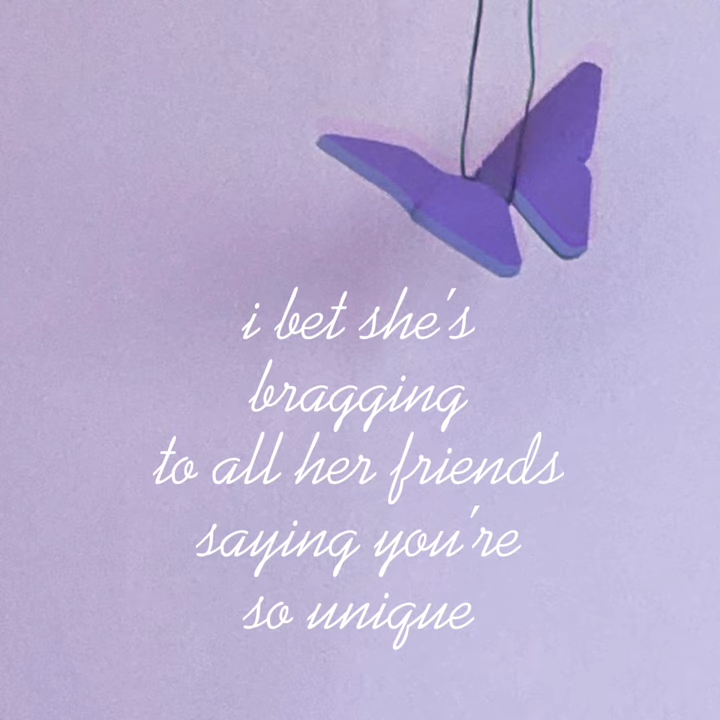 i bet she's
bragging
to all her friends
saying you're
so unique